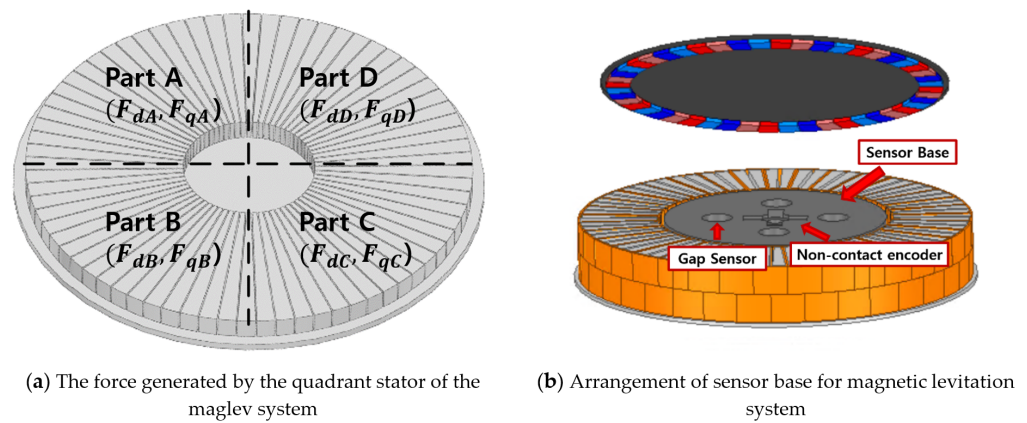 Part A
(F_dA, F_qA)
Part D
(F_dD, F_qD)
Part B
(F_dB, F_qB)
Part C
(F_dC, F_qC)
Sensor Base
Gap Sensor
Non-contact encoder
(a) The force generated by the quadrant stator of the
maglev system
(b) Arrangement of sensor base for magnetic levitation
system